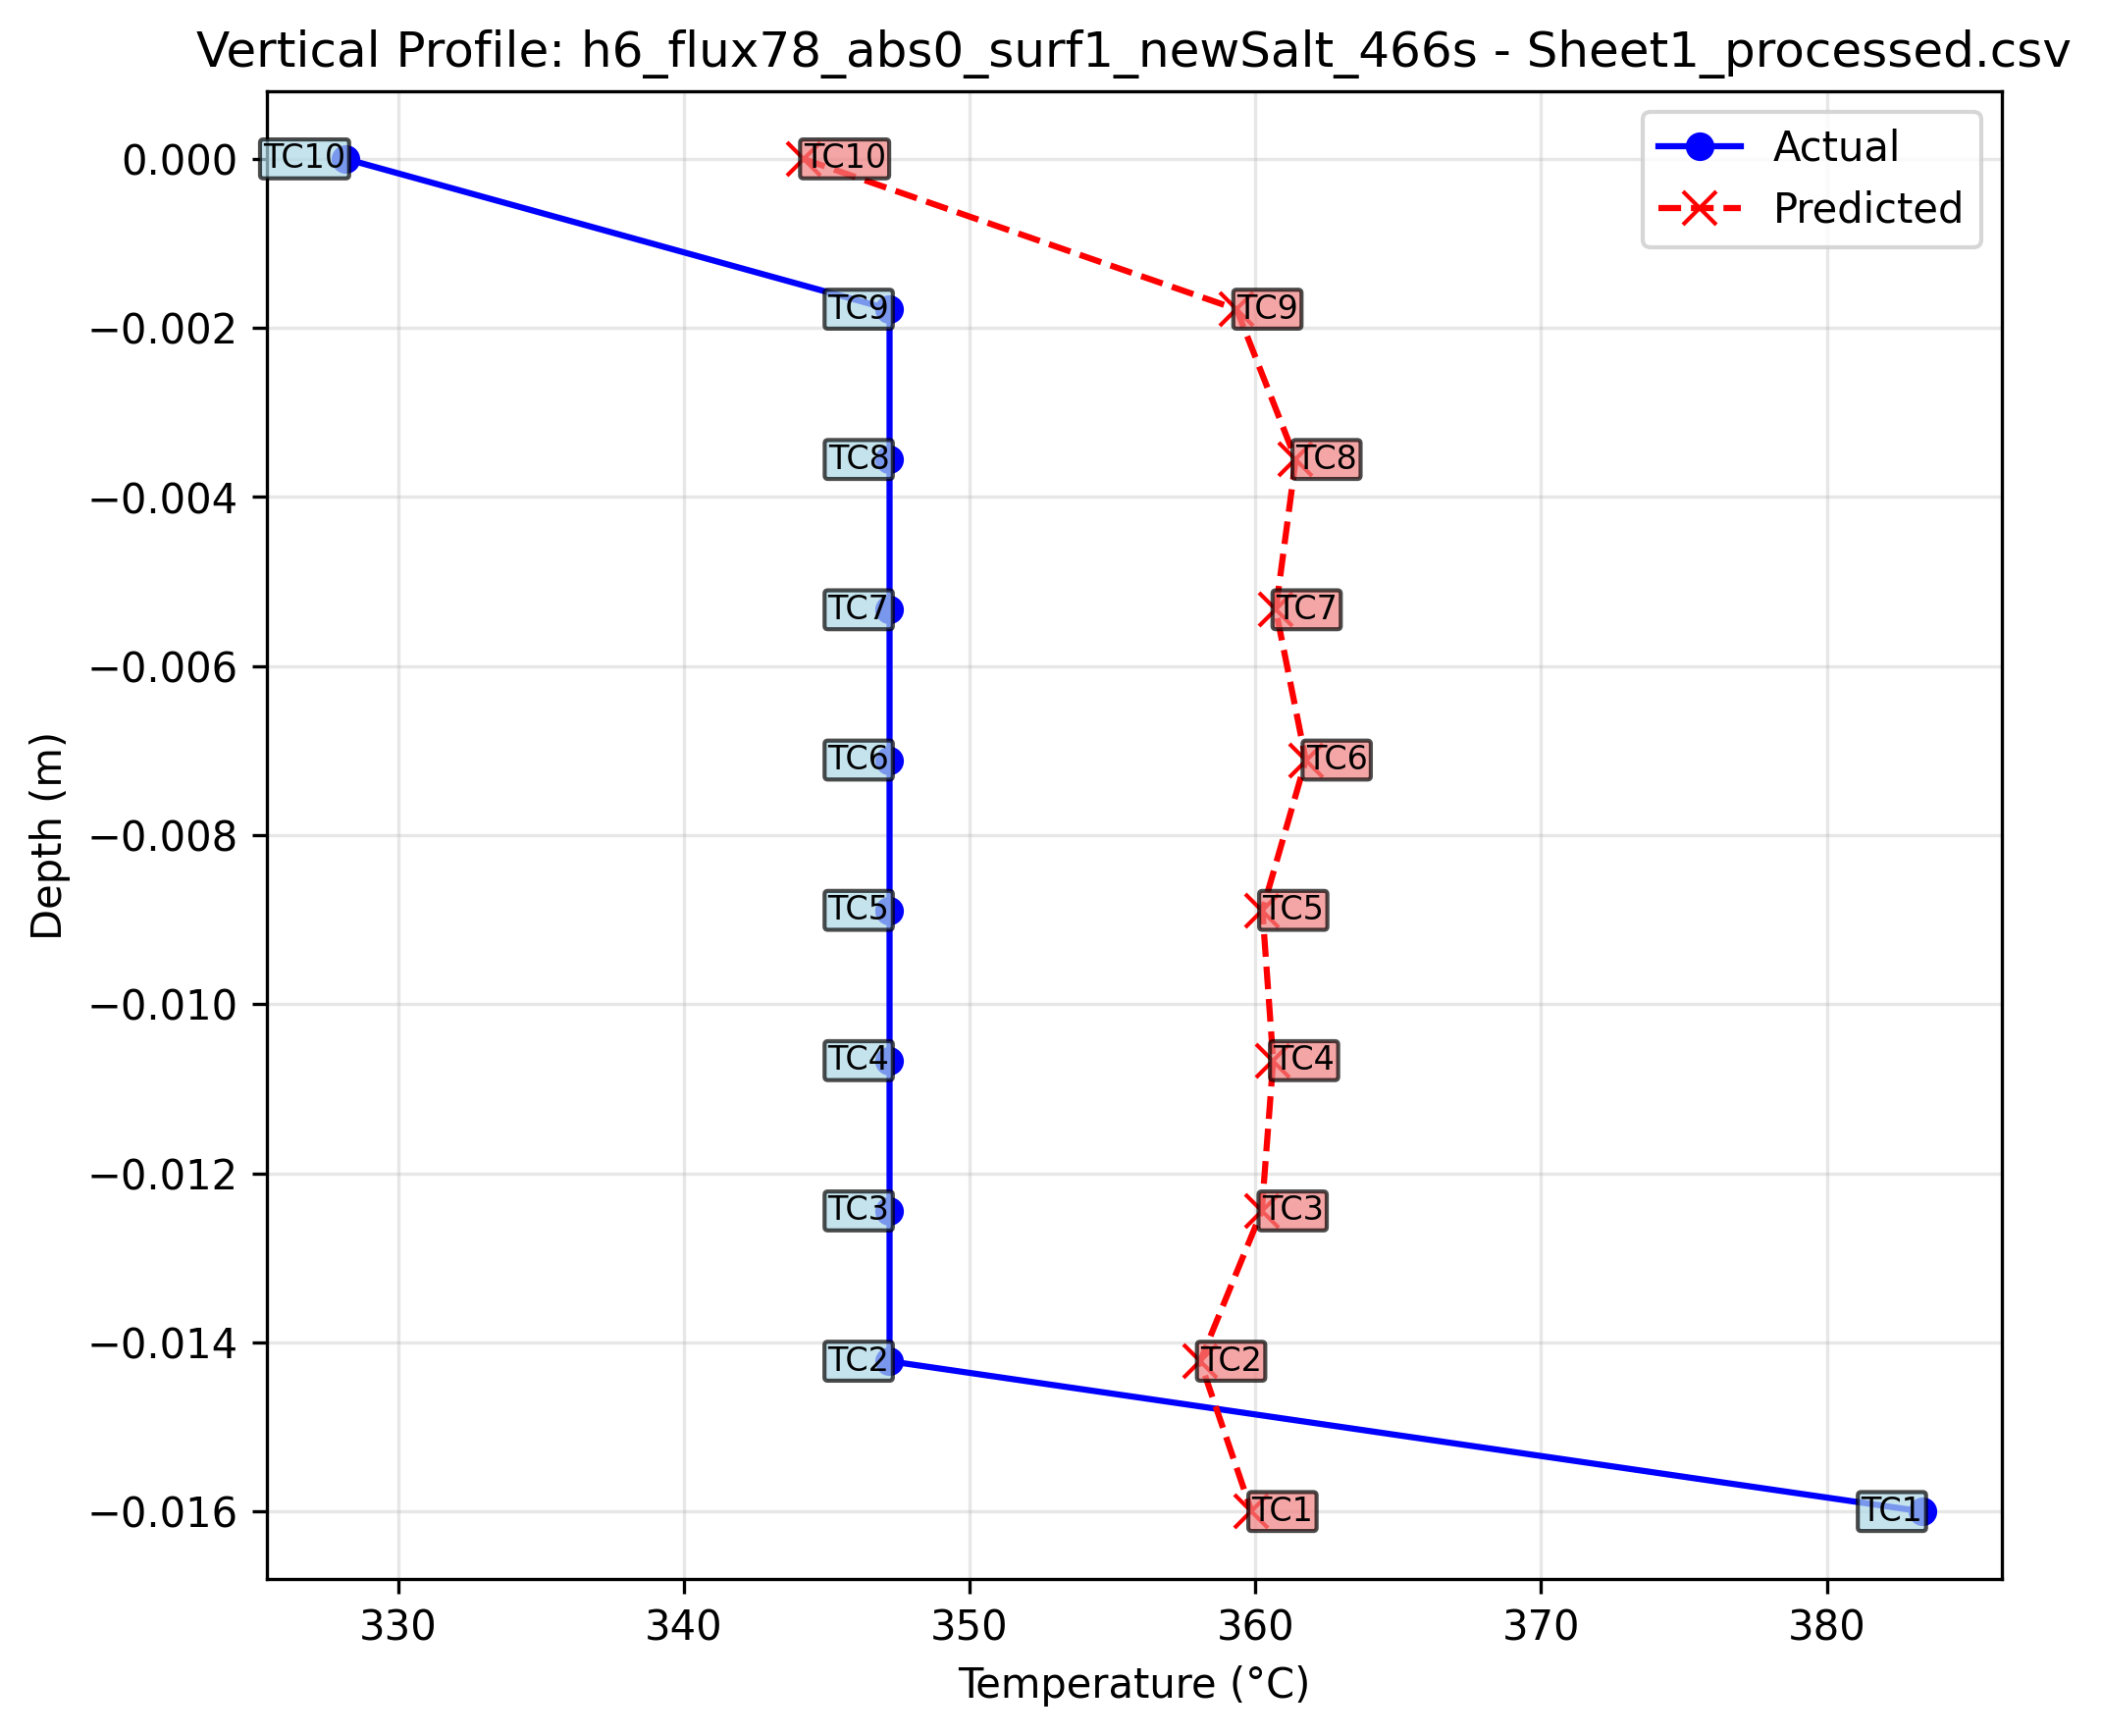 Vertical Profile: h6_flux78_abs0_surf1_newSalt_466s - Sheet1_processed.csv
Actual
Predicted
0.000
−0.002
−0.004
−0.006
−0.008
−0.010
−0.012
−0.014
−0.016
Depth (m)
TC10 TC10
TC9 TC9
TC8 TC8
TC7 TC7
TC6 TC6
TC5 TC5
TC4 TC4
TC3 TC3
TC2 TC2
TC1 TC1
330 340 350 360 370 380
Temperature (°C)